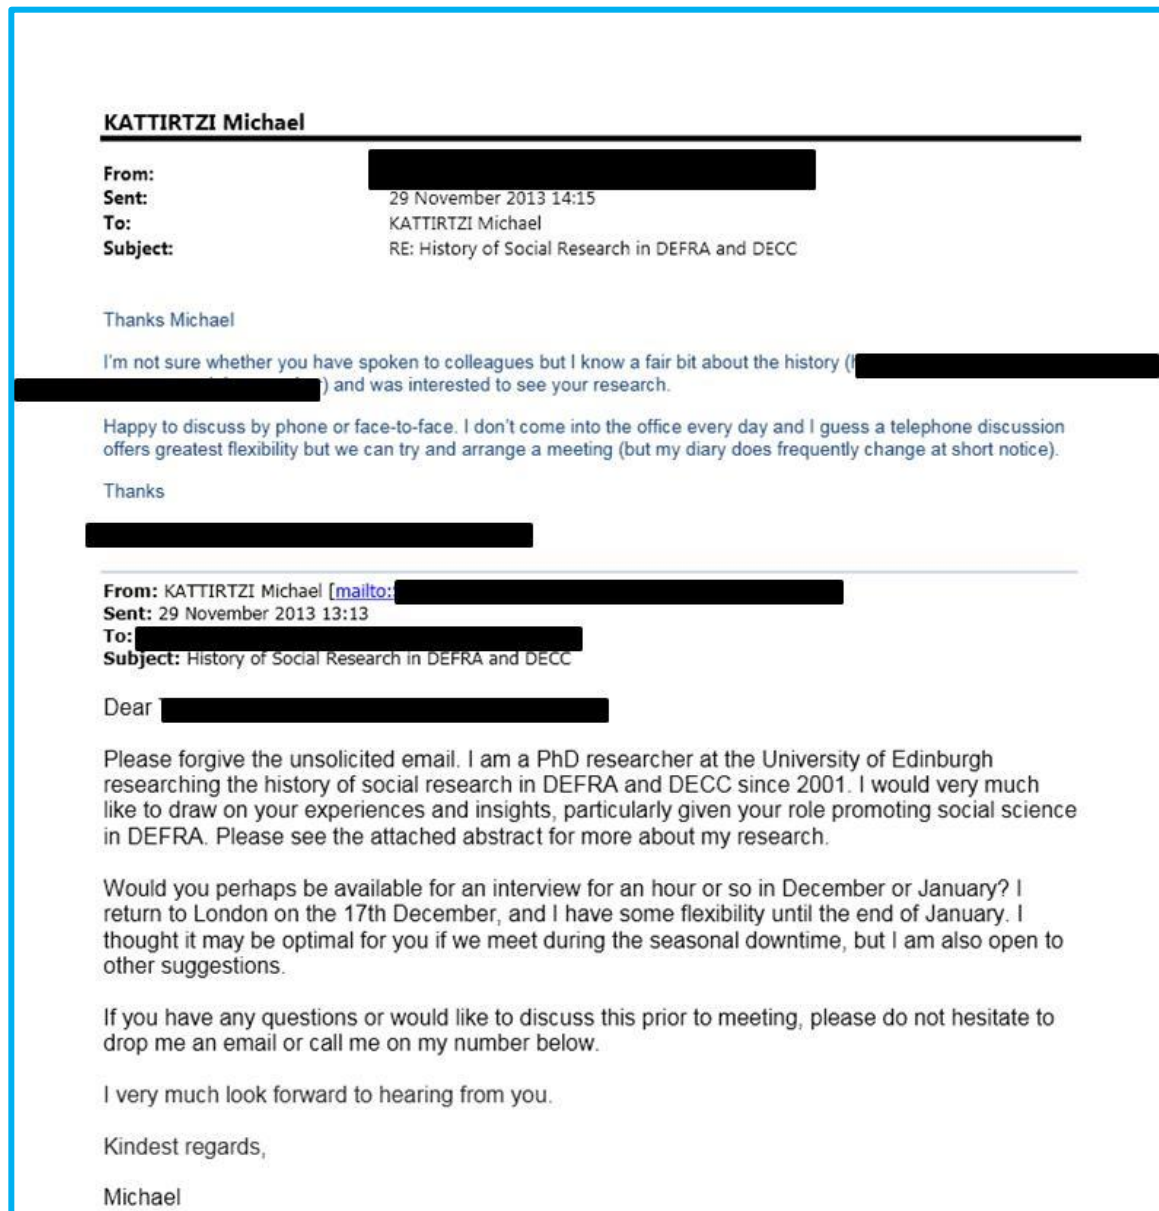 KATTIRTZI Michael
From:
Sent: 29 November 2013 14:15
To: KATTIRTZI Michael
Subject: RE: History of Social Research in DEFRA and DECC
Thanks Michael
I'm not sure whether you have spoken to colleagues but I know a fair bit about the history (
) and was interested to see your research.
Happy to discuss by phone or face-to-face. I don't come into the office every day and I guess a telephone discussion
offers greatest flexibility but we can try and arrange a meeting (but my diary does frequently change at short notice).
Thanks
From: KATTIRTZI Michael [mailto:
Sent: 29 November 2013 13:13
To:
Subject: History of Social Research in DEFRA and DECC
Dear
Please forgive the unsolicited email. I am a PhD researcher at the University of Edinburgh
researching the history of social research in DEFRA and DECC since 2001. I would very much
like to draw on your experiences and insights, particularly given your role promoting social science
in DEFRA. Please see the attached abstract for more about my research.
Would you perhaps be available for an interview for an hour or so in December or January? I
return to London on the 17th December, and I have some flexibility until the end of January. I
thought it may be optimal for you if we meet during the seasonal downtime, but I am also open to
other suggestions.
If you have any questions or would like to discuss this prior to meeting, please do not hesitate to
drop me an email or call me on my number below.
I very much look forward to hearing from you.
Kindest regards,
Michael